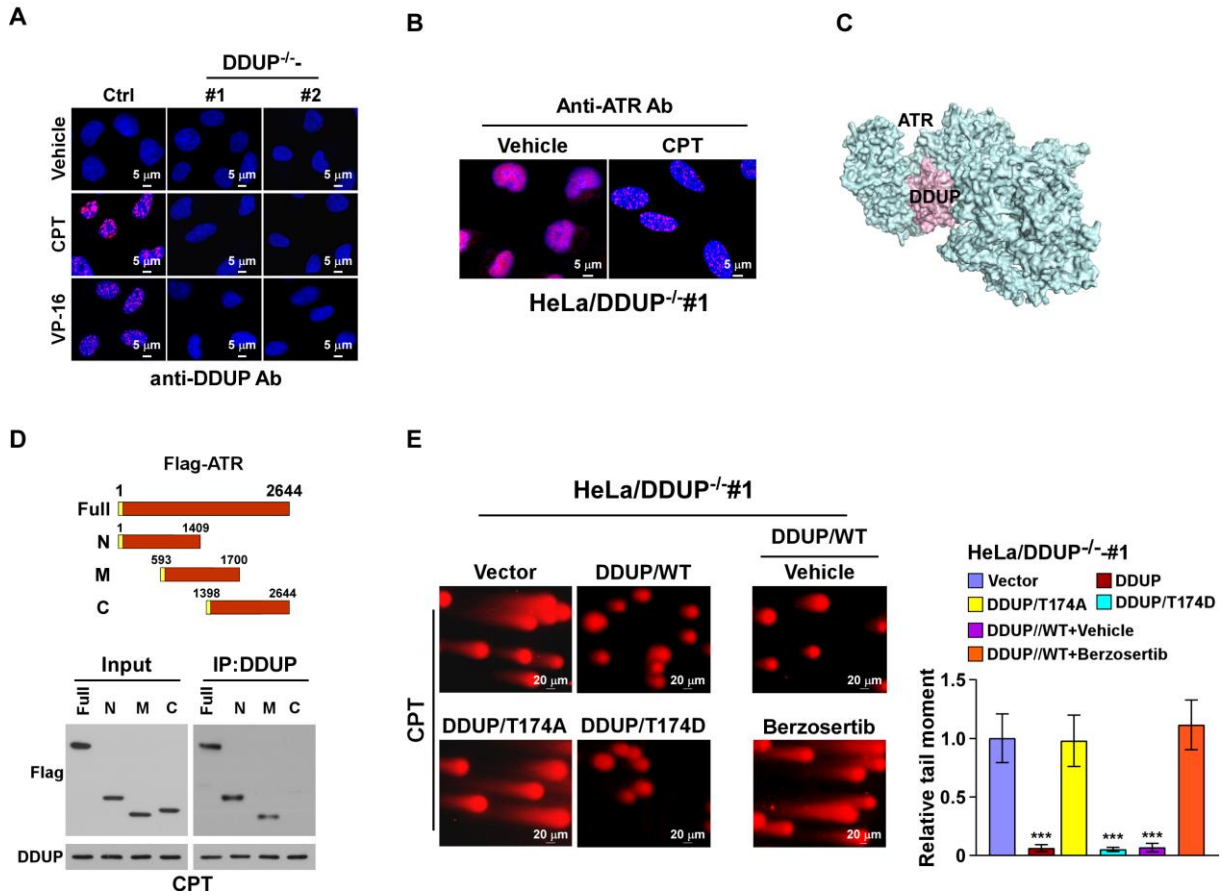 A
DDUP-/--
Ctrl #1 #2
Vehicle
5 μm 5 μm 5 μm
CPT
5 μm 5 μm 5 μm
VP-16
5 μm 5 μm 5 μm
anti-DDUP Ab
B
Anti-ATR Ab
Vehicle CPT
5 μm 5 μm
HeLa/DDUP-/-#1
C
ATR
DDUP
D
Flag-ATR
1 2644
Full
1 1409
N
593 1700
M
1398 2644
C
Input IP:DDUP
Full N M C Full N M C
Flag
DDUP
CPT
E
HeLa/DDUP-/-#1
DDUP/WT
Vector DDUP/WT Vehicle
20 μm 20 μm 20 μm
CPT
DDUP/T174A DDUP/T174D Berzosertib
20 μm 20 μm 20 μm
HeLa/DDUP-/--#1
Vector DDUP
DDUP/T174A DDUP/T174D
DDUP//WT+Vehicle
DDUP//WT+Berzosertib
Relative tail moment
1.5
1.0
0.5
0
*** *** ***